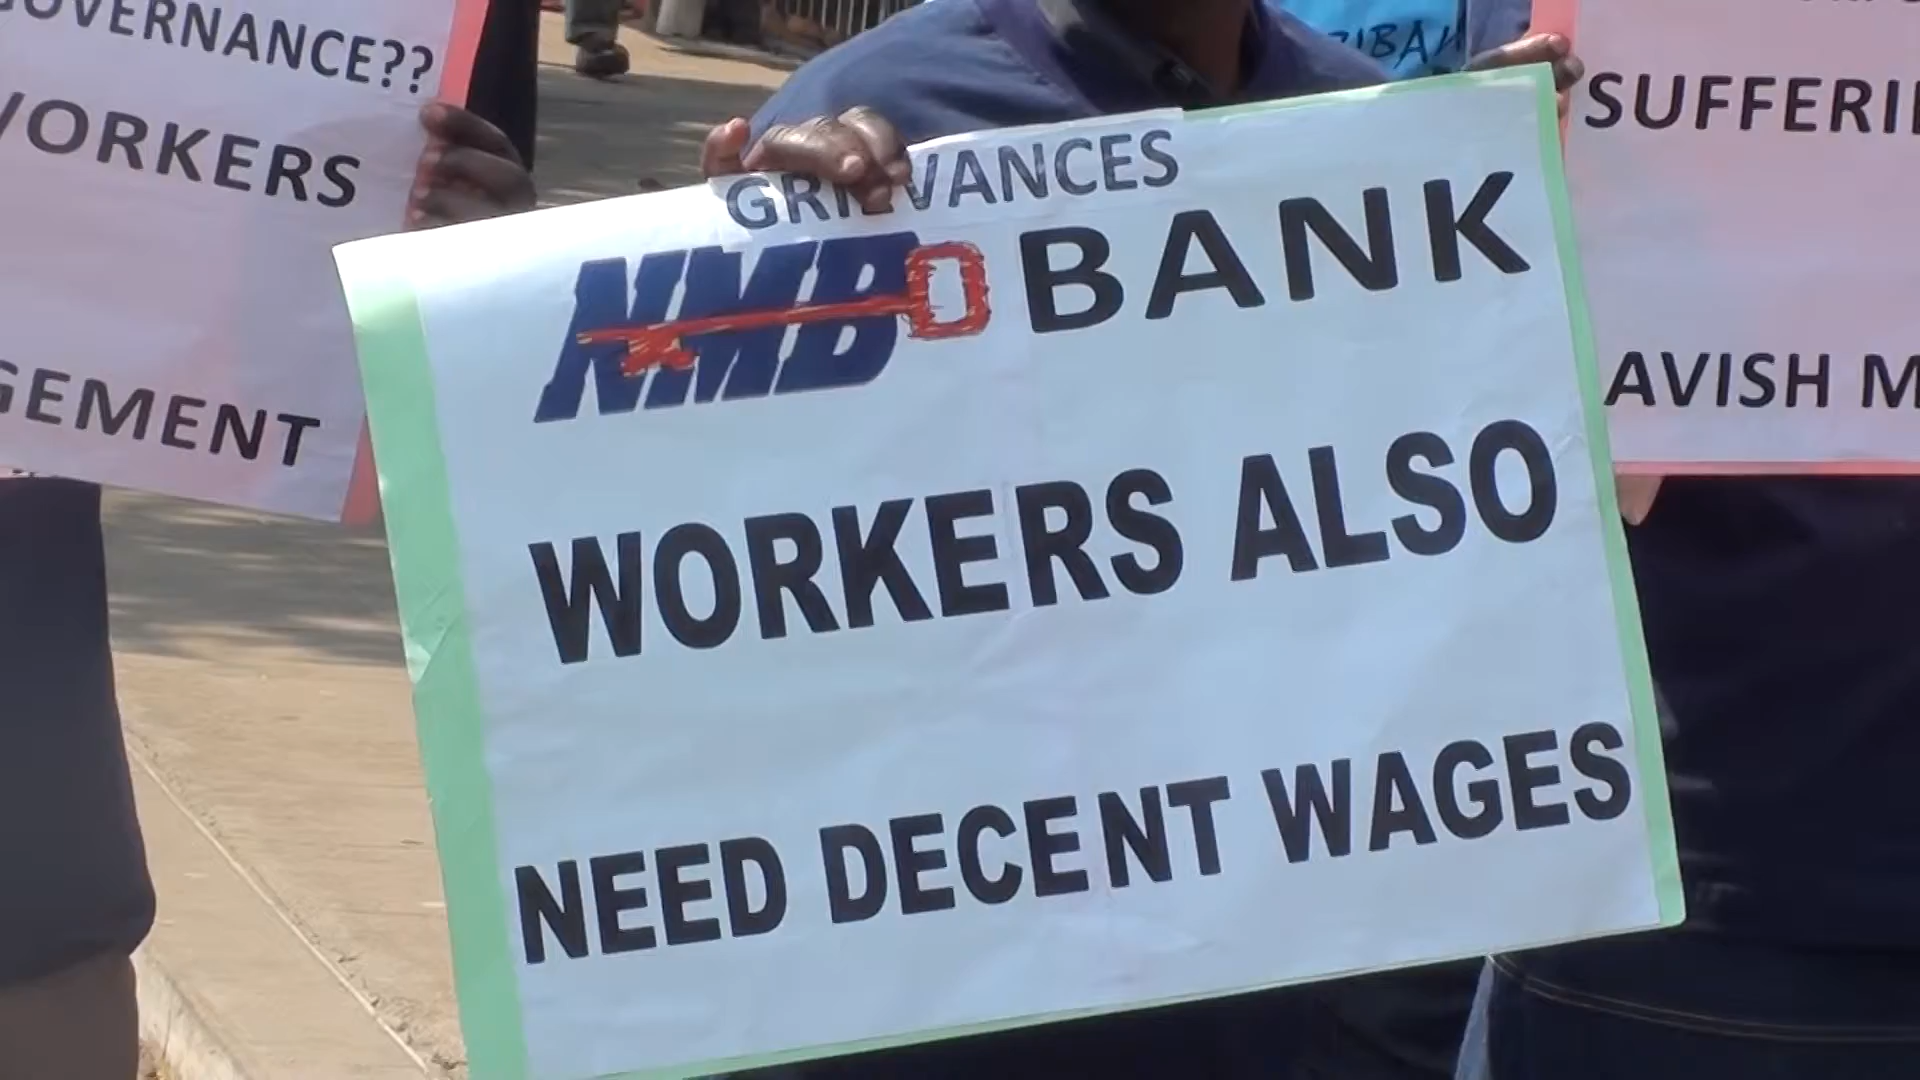 GOVERNANCE??
WORKERS
GEMENT
GRIEVANCES
NMB BANK
WORKERS ALSO
NEED DECENT WAGES
SUFFERI
AVISH M